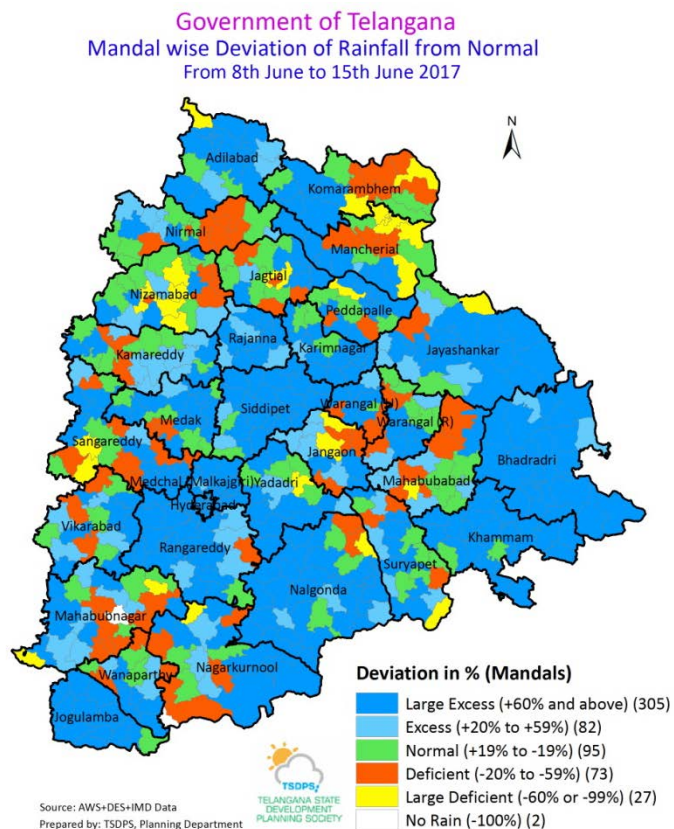 Government of Telangana
Mandal wise Deviation of Rainfall from Normal
From 8th June to 15th June 2017
N
Adilabad
Komarambhem
Nirmal
Mancherial
Jagtial
Nizamabad
Peddapalle
Rajanna
Karimnagar
Kamareddy
Jayashankar
Siddipet
Warangal (U)
Medak
Warangal (R)
Sangareddy
Jangaon
Bhadradri
Medchal (Malkajgiri)
Yadadri
Mahabubabad
Hyderabad
Vikarabad
Rangareddy
Khammam
Suryapet
Nalgonda
Mahabubnagar
Nagarkurnool
Wanaparthy
Jogulamba
Deviation in % (Mandals)
Large Excess (+60% and above) (305)
Excess (+20% to +59%) (82)
Normal (+19% to -19%) (95)
Deficient (-20% to -59%) (73)
Large Deficient (-60% or -99%) (27)
No Rain (-100%) (2)
TSDPS
TELANGANA STATE
DEVELOPMENT
PLANNING SOCIETY
Source: AWS+DES+IMD Data
Prepared by: TSDPS, Planning Department